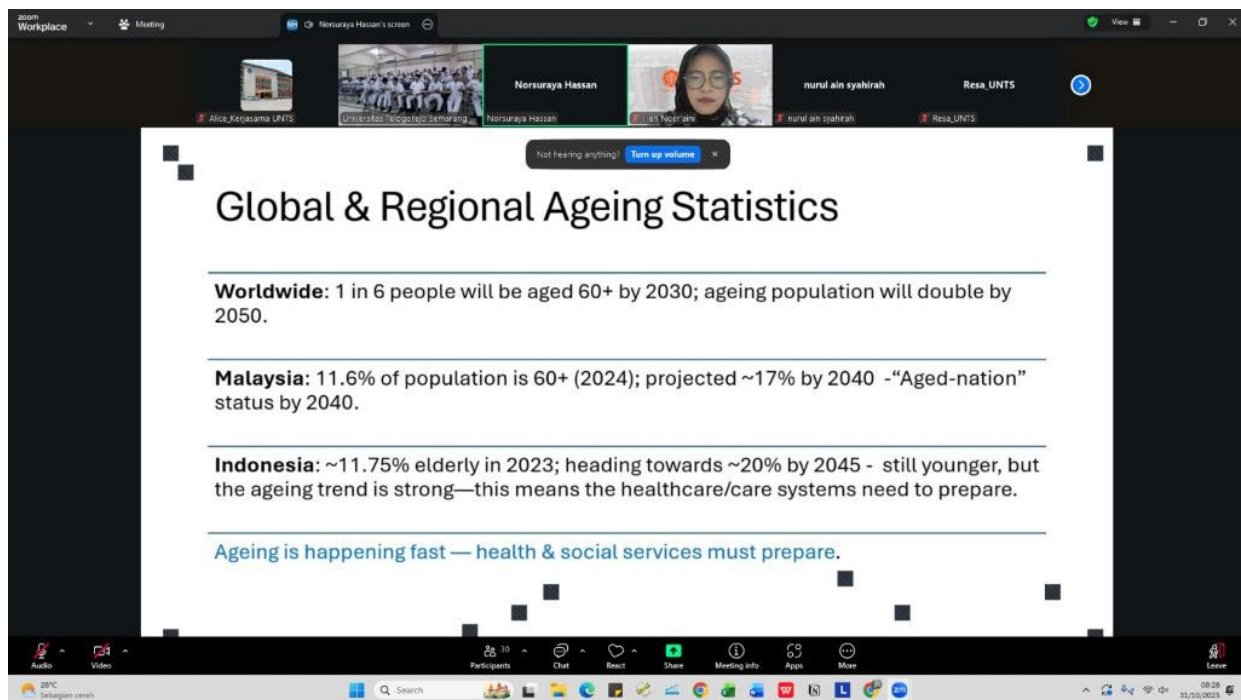 zoom
Workplace
Meeting
NH
Norsuraya Hassan's screen
View
Norsuraya Hassan
nurul ain syahirah
Resa_UNTS
Alice_Kerjasama UNTS
Universitas Telogorejo Semarang
Norsuraya Hassan
nurul ain syahirah
Resa_UNTS
Not hearing anything?
Turn up volume
Global & Regional Ageing Statistics
Worldwide: 1 in 6 people will be aged 60+ by 2030; ageing population will double by
2050.
Malaysia: 11.6% of population is 60+ (2024); projected ~17% by 2040 -“Aged-nation”
status by 2040.
Indonesia: ~11.75% elderly in 2023; heading towards ~20% by 2045 - still younger, but
the ageing trend is strong—this means the healthcare/care systems need to prepare.
Ageing is happening fast — health & social services must prepare.
Audio
Video
30
Participants
Chat
React
Share
Meeting info
Apps
More
Leave
28°C
Sebagian cerah
Search
zm
08:28
31/10/2025